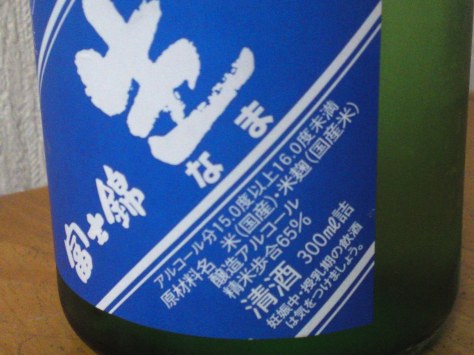 生
なま
富士錦
アルコール分15.0度以上16.0度未満
原材料名/米(国産)・米麹(国産米)
醸造アルコール
精米歩合65%
清酒 300㎖詰
妊娠中・授乳期の飲酒
は気をつけましょう。